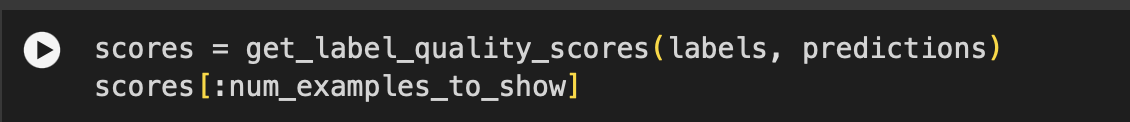 scores = get_label_quality_scores(labels, predictions)
scores[:num_examples_to_show]